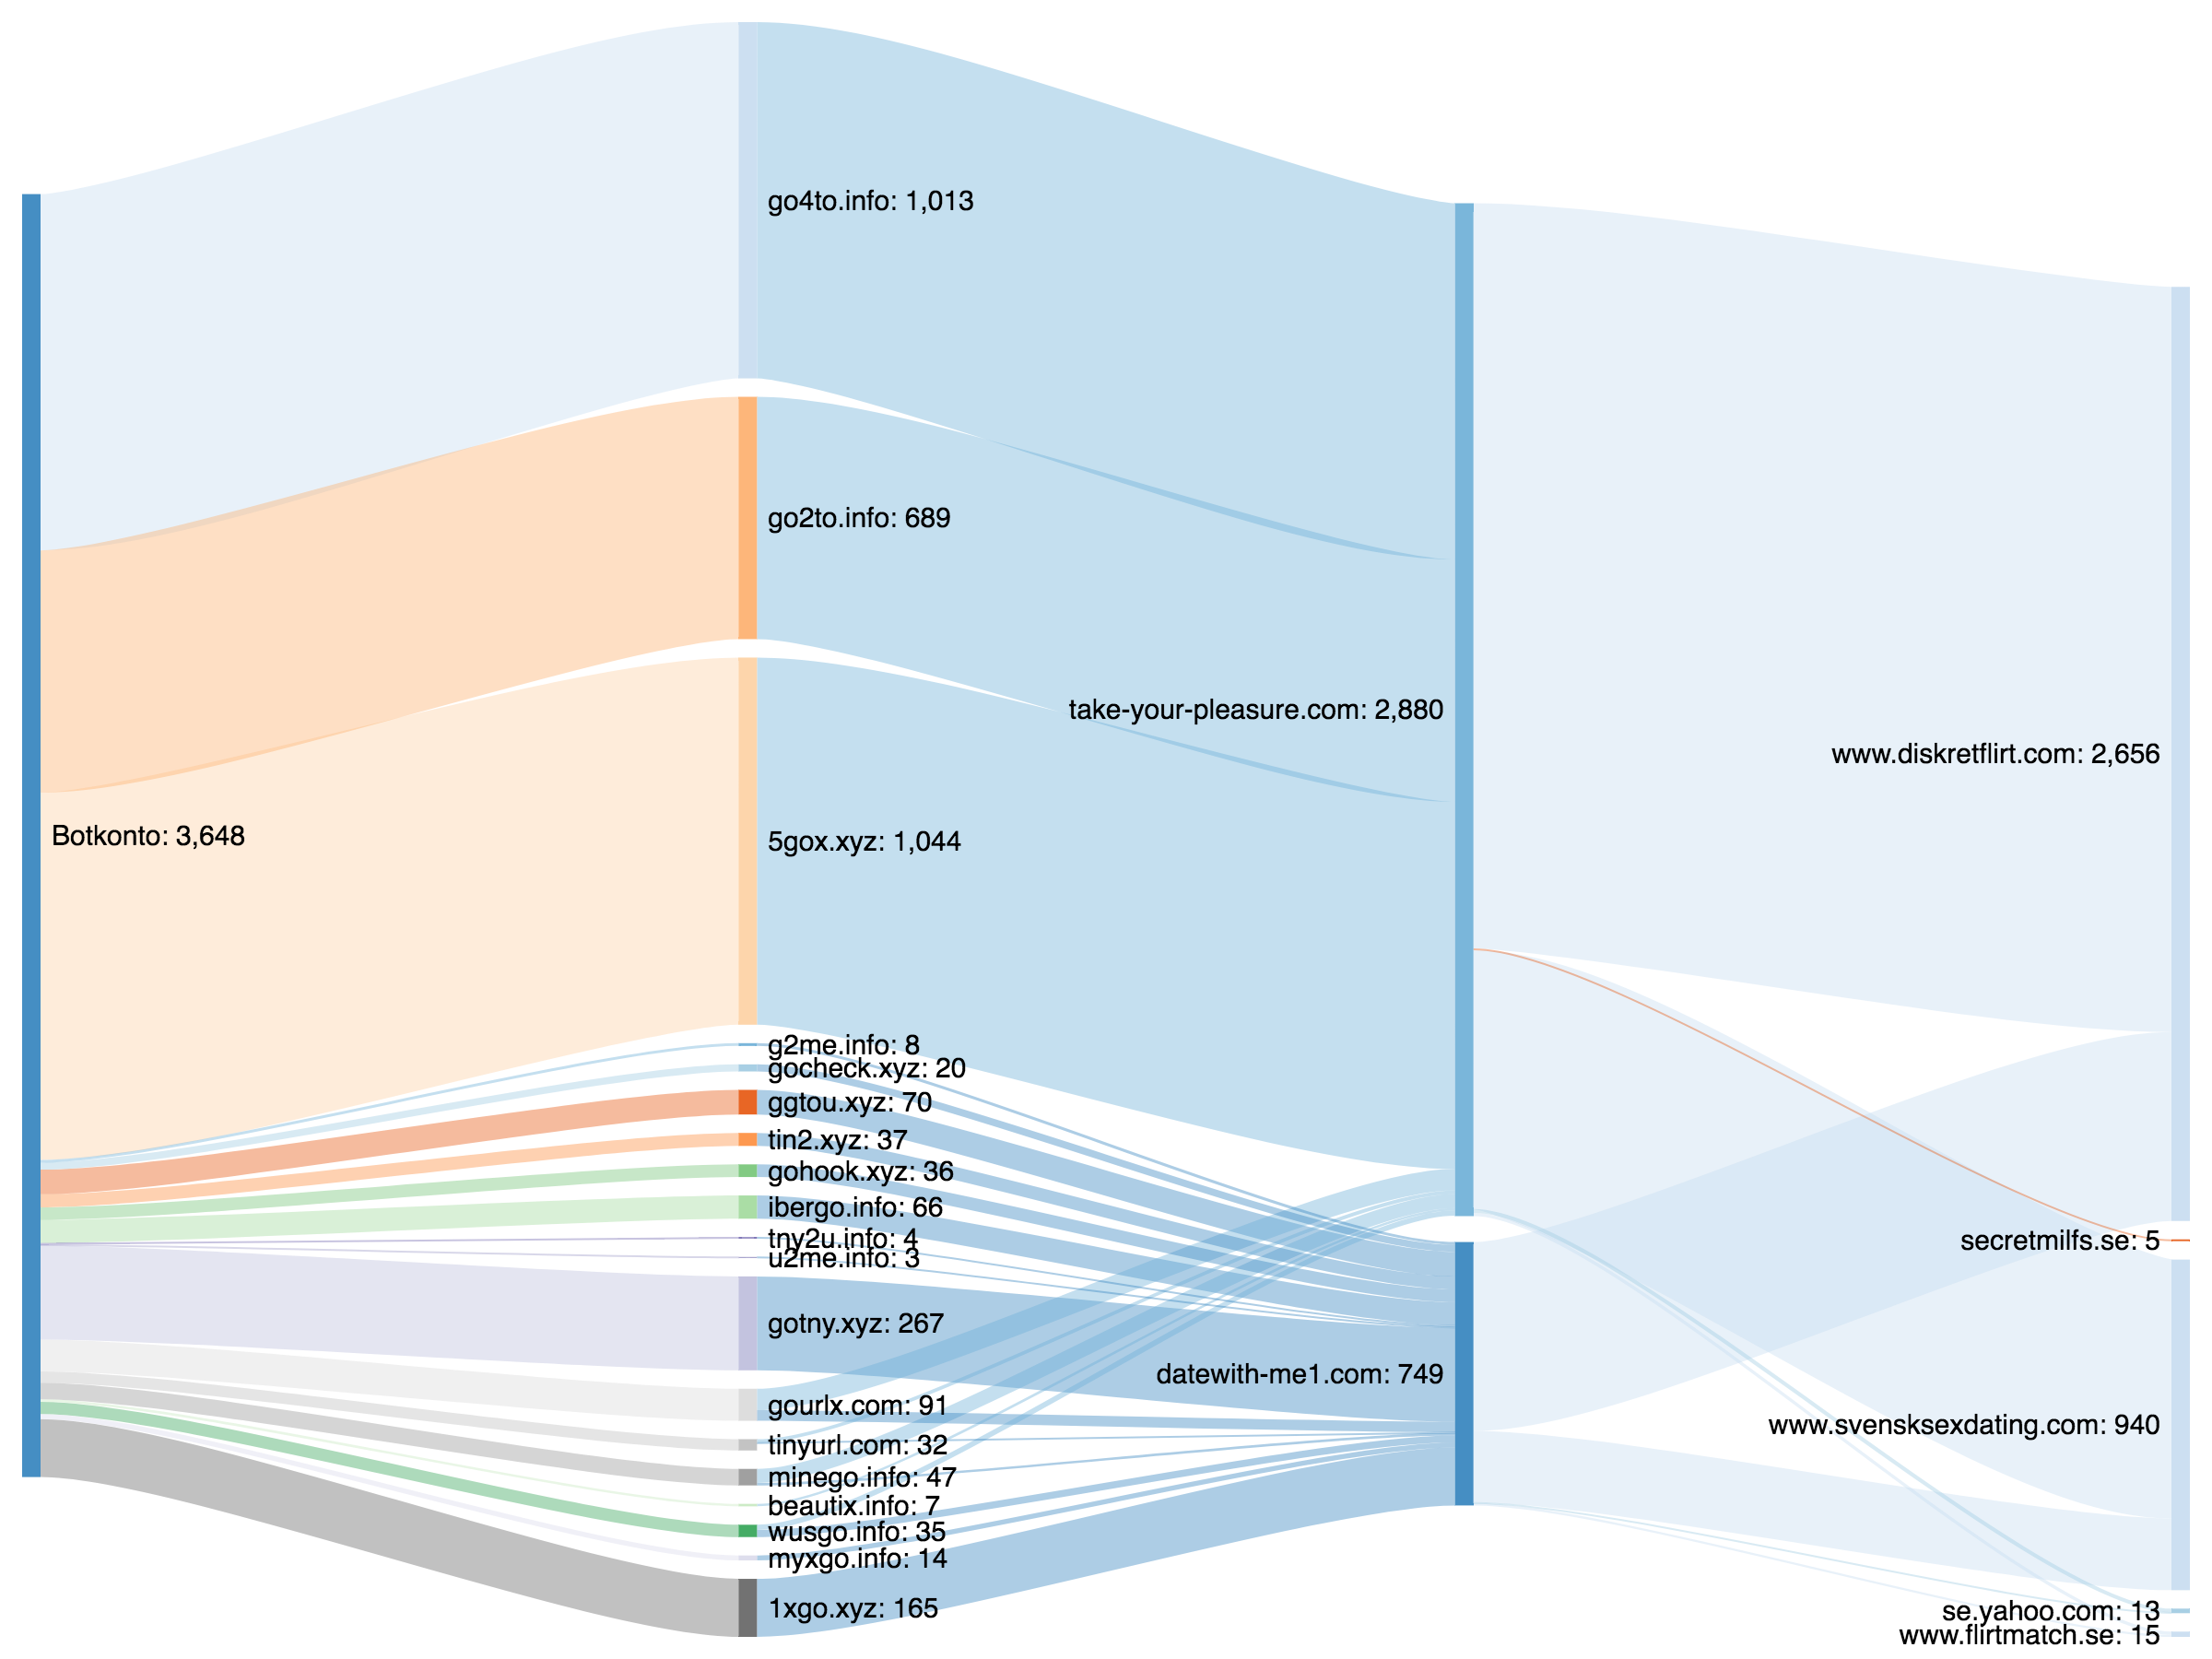 Botkonto: 3,648
go4to.info: 1,013
go2to.info: 689
5gox.xyz: 1,044
g2me.info: 8
gocheck.xyz: 20
ggtou.xyz: 70
tin2.xyz: 37
gohook.xyz: 36
ibergo.info: 66
tny2u.info: 4
u2me.info: 3
gotny.xyz: 267
gourlx.com: 91
tinyurl.com: 32
minego.info: 47
beautix.info: 7
wusgo.info: 35
myxgo.info: 14
1xgo.xyz: 165
take-your-pleasure.com: 2,880
datewith-me1.com: 749
www.diskretflirt.com: 2,656
secretmilfs.se: 5
www.svensksexdating.com: 940
se.yahoo.com: 13
www.flirtmatch.se: 15